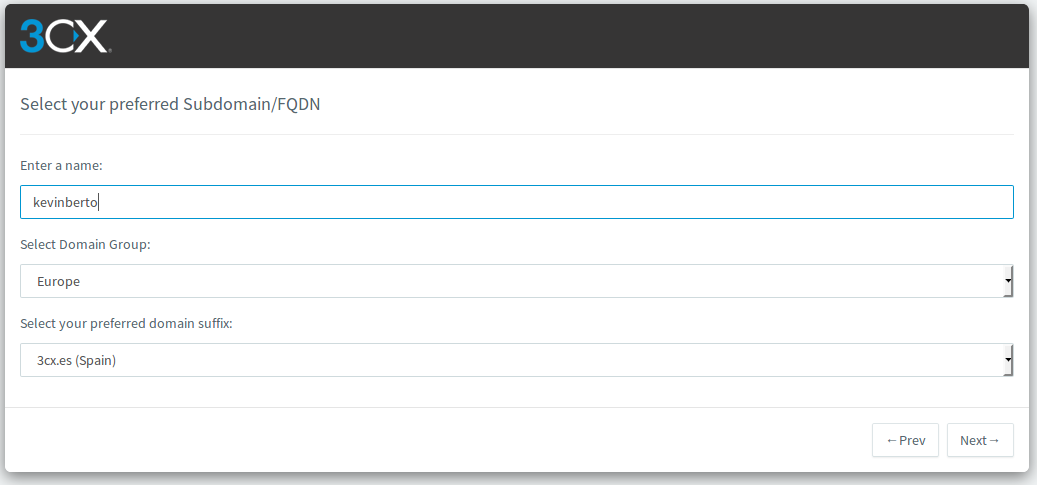 3CX
Select your preferred Subdomain/FQDN
Enter a name:
kevinberto
Select Domain Group:
Europe
Select your preferred domain suffix:
3cx.es (Spain)
←Prev
Next→